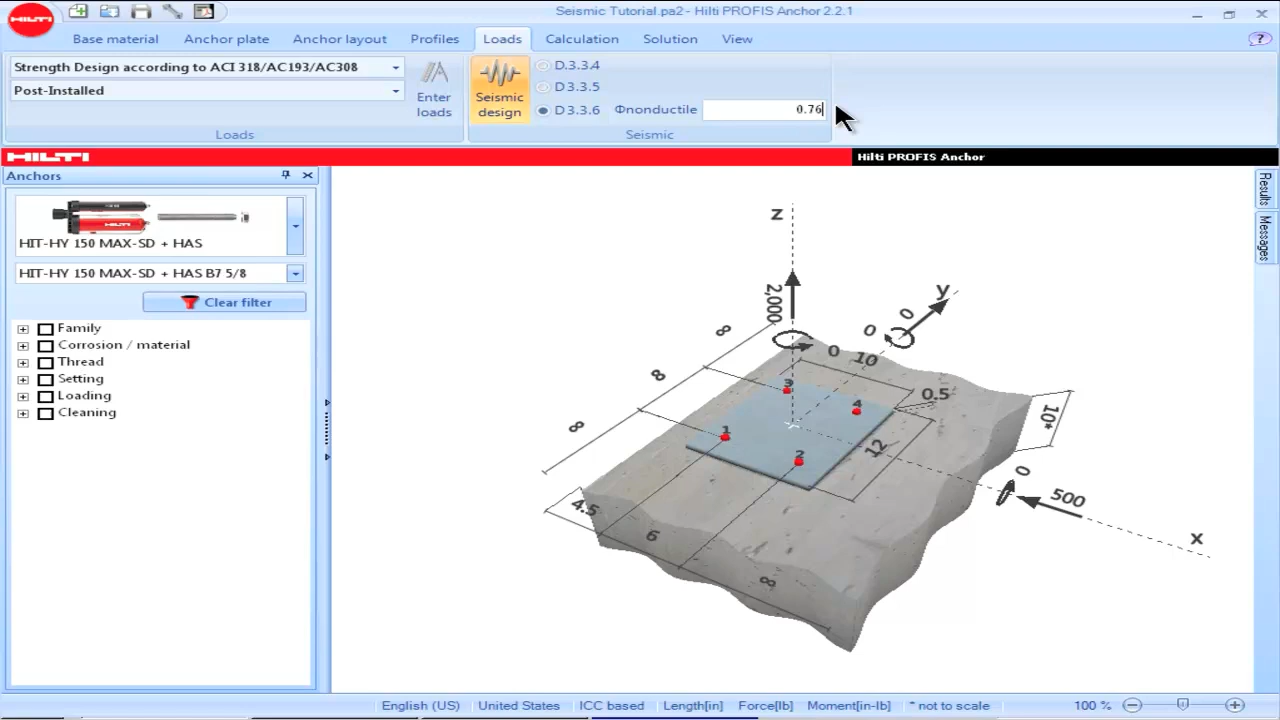 HILTI
Seismic Tutorial.pa2 - Hilti PROFIS Anchor 2.2.1
Base material Anchor plate Anchor layout Profiles Loads Calculation Solution View
Strength Design according to ACI 318/AC193/AC308
Post-Installed
Enter loads
Seismic design
D.3.3.4
D.3.3.5
D.3.3.6 Φnonductile 0.76
Loads Seismic
HILTI Hilti PROFIS Anchor
Anchors
HIT-HY 150 MAX-SD + HAS
HIT-HY 150 MAX-SD + HAS B7 5/8
Clear filter
Family
Corrosion / material
Thread
Setting
Loading
Cleaning
z
2,000
y
0
0
0
10
8
8
8
3
4
1
2
0.5
12
10*
0
500
x
4.5
6
8
Results
Messages
English (US) United States ICC based Length[in] Force[lb] Moment[in-lb] * not to scale 100 %